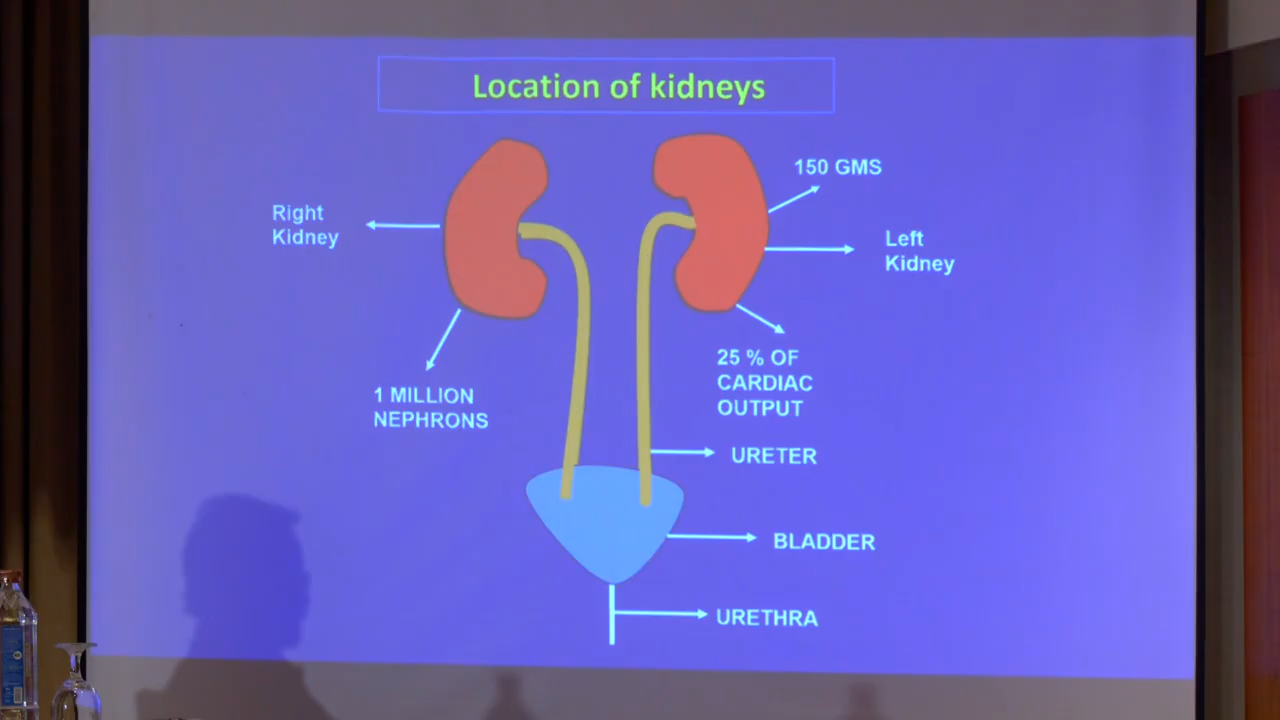 Location of kidneys
150 GMS
Right
Kidney
Left
Kidney
25 % OF
CARDIAC
OUTPUT
1 MILLION
NEPHRONS
URETER
BLADDER
URETHRA